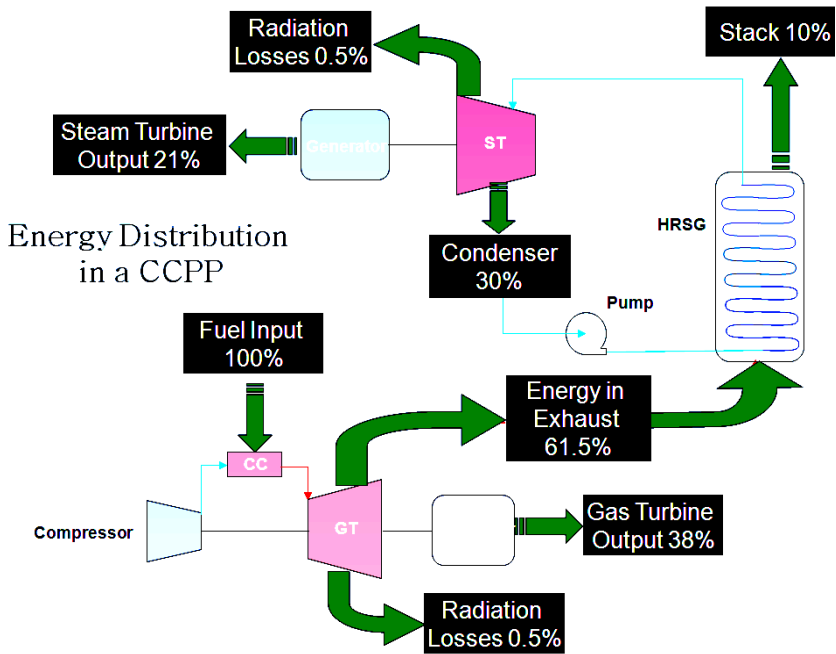 Radiation
Losses 0.5%
Stack 10%
Steam Turbine
Output 21%
Generator
ST
HRSG
Energy Distribution
in a CCPP
Condenser
30%
Pump
Fuel Input
100%
Energy in
Exhaust
61.5%
CC
Compressor
GT
Gas Turbine
Output 38%
Radiation
Losses 0.5%